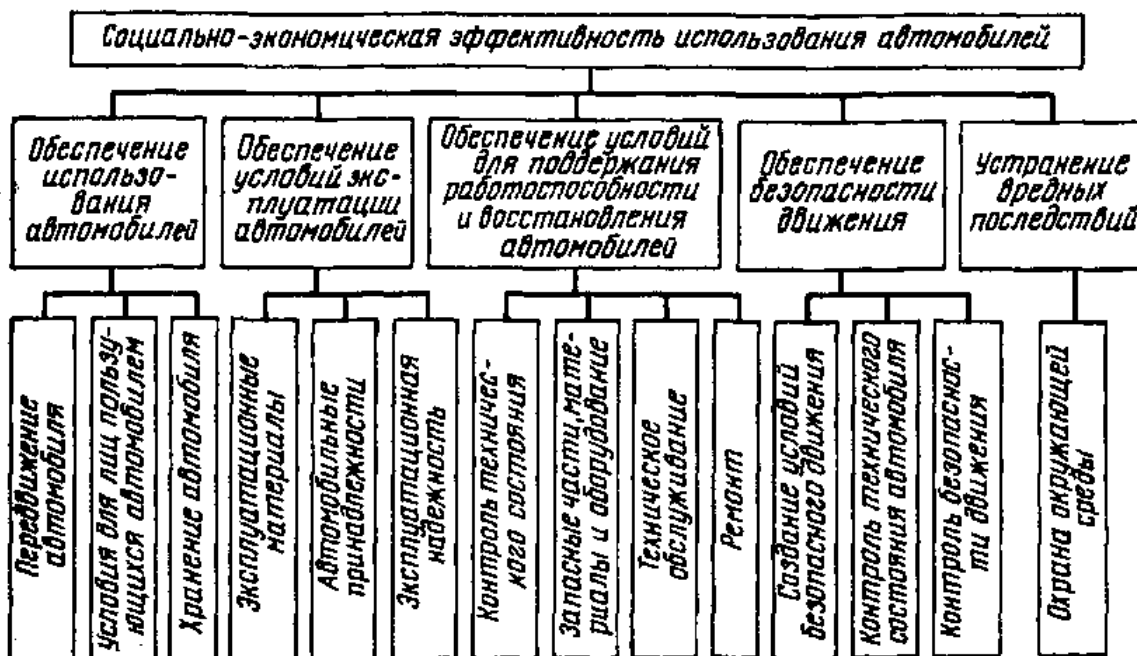 Социально-экономическая эффективность использования автомобилей
Обеспечение
использо-
вания
автомобилей
Обеспечение
условий экс-
плуатации
автомобилей
Обеспечение условий
для поддержания
работоспособности
и восстановления
автомобилей
Обеспечение
безопасности
движения
Устранение
вредных
последствий
Передвижение
автомобиля
Условия для лиц пользу-
ющихся автомобилем
Хранение автомобиля
Эксплуатационные
материалы
Автомобильные
принадлежности
Эксплуатационная
надежность
Контроль техничес-
кого состояния
Запасные части, мате-
риалы и оборудование
Техническое
обслуживание
Ремонт
Создание условий
безопасного движения
Контроль технического
состояния автомобиля
Контроль безопаснос-
ти движения
Охрана окружающей
среды